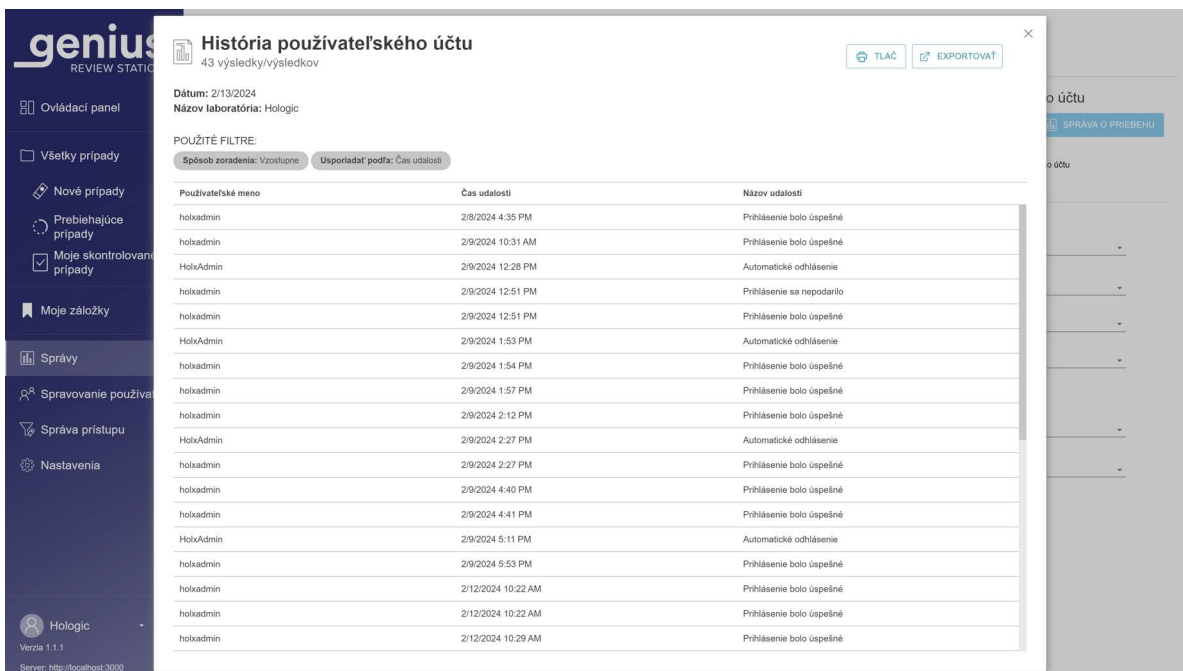 genius
REVIEW STATIC
Ovládací panel
Všetky prípady
Nové prípady
Prebiehajúce
prípady
Moje skontrolované
prípady
Moje záložky
Správy
Spravovanie používa
Správa prístupu
Nastavenia
Hologic
Verzia 1.1.1
Server: http://localhost:3000
História používateľského účtu
43 výsledky/výsledkov
TLAČ
EXPORTOVAŤ
Dátum: 2/13/2024
Názov laboratória: Hologic
POUŽITÉ FILTRE:
Spôsob zoradenia: Vzostupne Usporiadať podľa: Čas udalosti
Používateľské meno Čas udalosti Názov udalosti
holxadmin 2/8/2024 4:35 PM Prihlásenie bolo úspešné
holxadmin 2/9/2024 10:31 AM Prihlásenie bolo úspešné
HolxAdmin 2/9/2024 12:28 PM Automatické odhlásenie
holxadmin 2/9/2024 12:51 PM Prihlásenie sa nepodarilo
holxadmin 2/9/2024 12:51 PM Prihlásenie bolo úspešné
HolxAdmin 2/9/2024 1:53 PM Automatické odhlásenie
holxadmin 2/9/2024 1:54 PM Prihlásenie bolo úspešné
holxadmin 2/9/2024 1:57 PM Prihlásenie bolo úspešné
holxadmin 2/9/2024 2:12 PM Prihlásenie bolo úspešné
HolxAdmin 2/9/2024 2:27 PM Automatické odhlásenie
holxadmin 2/9/2024 2:27 PM Prihlásenie bolo úspešné
holxadmin 2/9/2024 4:40 PM Prihlásenie bolo úspešné
holxadmin 2/9/2024 4:41 PM Prihlásenie bolo úspešné
HolxAdmin 2/9/2024 5:11 PM Automatické odhlásenie
holxadmin 2/9/2024 5:53 PM Prihlásenie bolo úspešné
holxadmin 2/12/2024 10:22 AM Prihlásenie bolo úspešné
holxadmin 2/12/2024 10:22 AM Prihlásenie bolo úspešné
holxadmin 2/12/2024 10:29 AM Prihlásenie bolo úspešné
o účtu
SPRÁVA O PRIEBEHU
o účtu